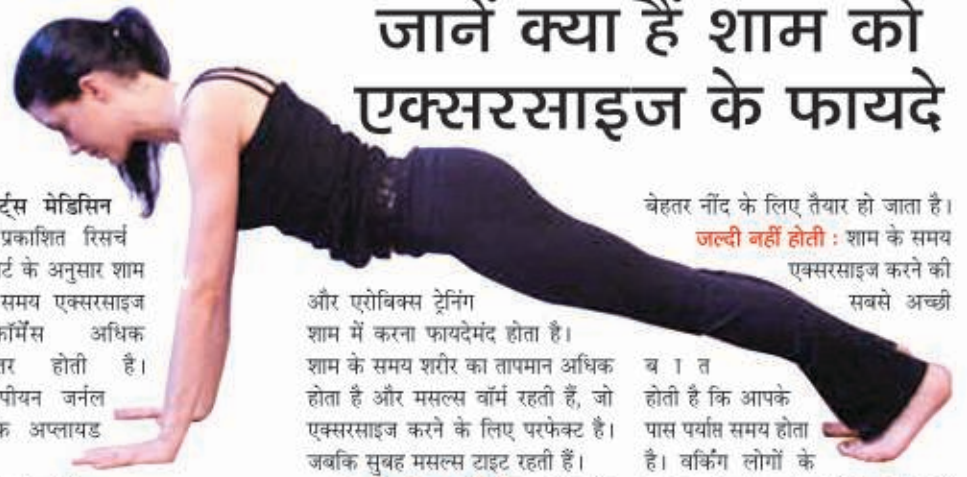 जानें क्या हैं शाम को
एक्सरसाइज के फायदे
मेडिसिन
प्रकाशित रिसर्च
के अनुसार शाम
समय एक्सरसाइज
अधिक
होती है।
जर्नल
अप्लायड
और एरोबिक्स ट्रेनिंग
शाम में करना फायदेमंद होता है।
शाम के समय शरीर का तापमान अधिक
होता है और मसल्स वॉर्म रहती हैं, जो
एक्सरसाइज करने के लिए परफेक्ट है।
जबकि सुबह मसल्स टाइट रहती हैं।
बेहतर नींद के लिए तैयार हो जाता है।
जल्दी नहीं होती : शाम के समय
एक्सरसाइज करने की
सबसे अच्छी
बात
होती है कि आपके
पास पर्याप्त समय होता
है। वर्किंग लोगों के